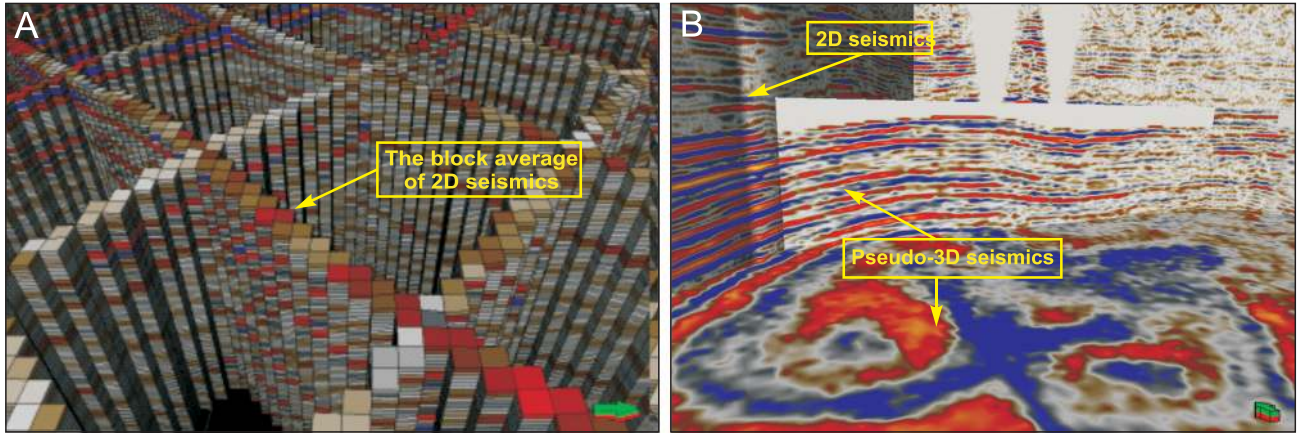 A
The block average
of 2D seismics
B
2D seismics
Pseudo-3D seismics